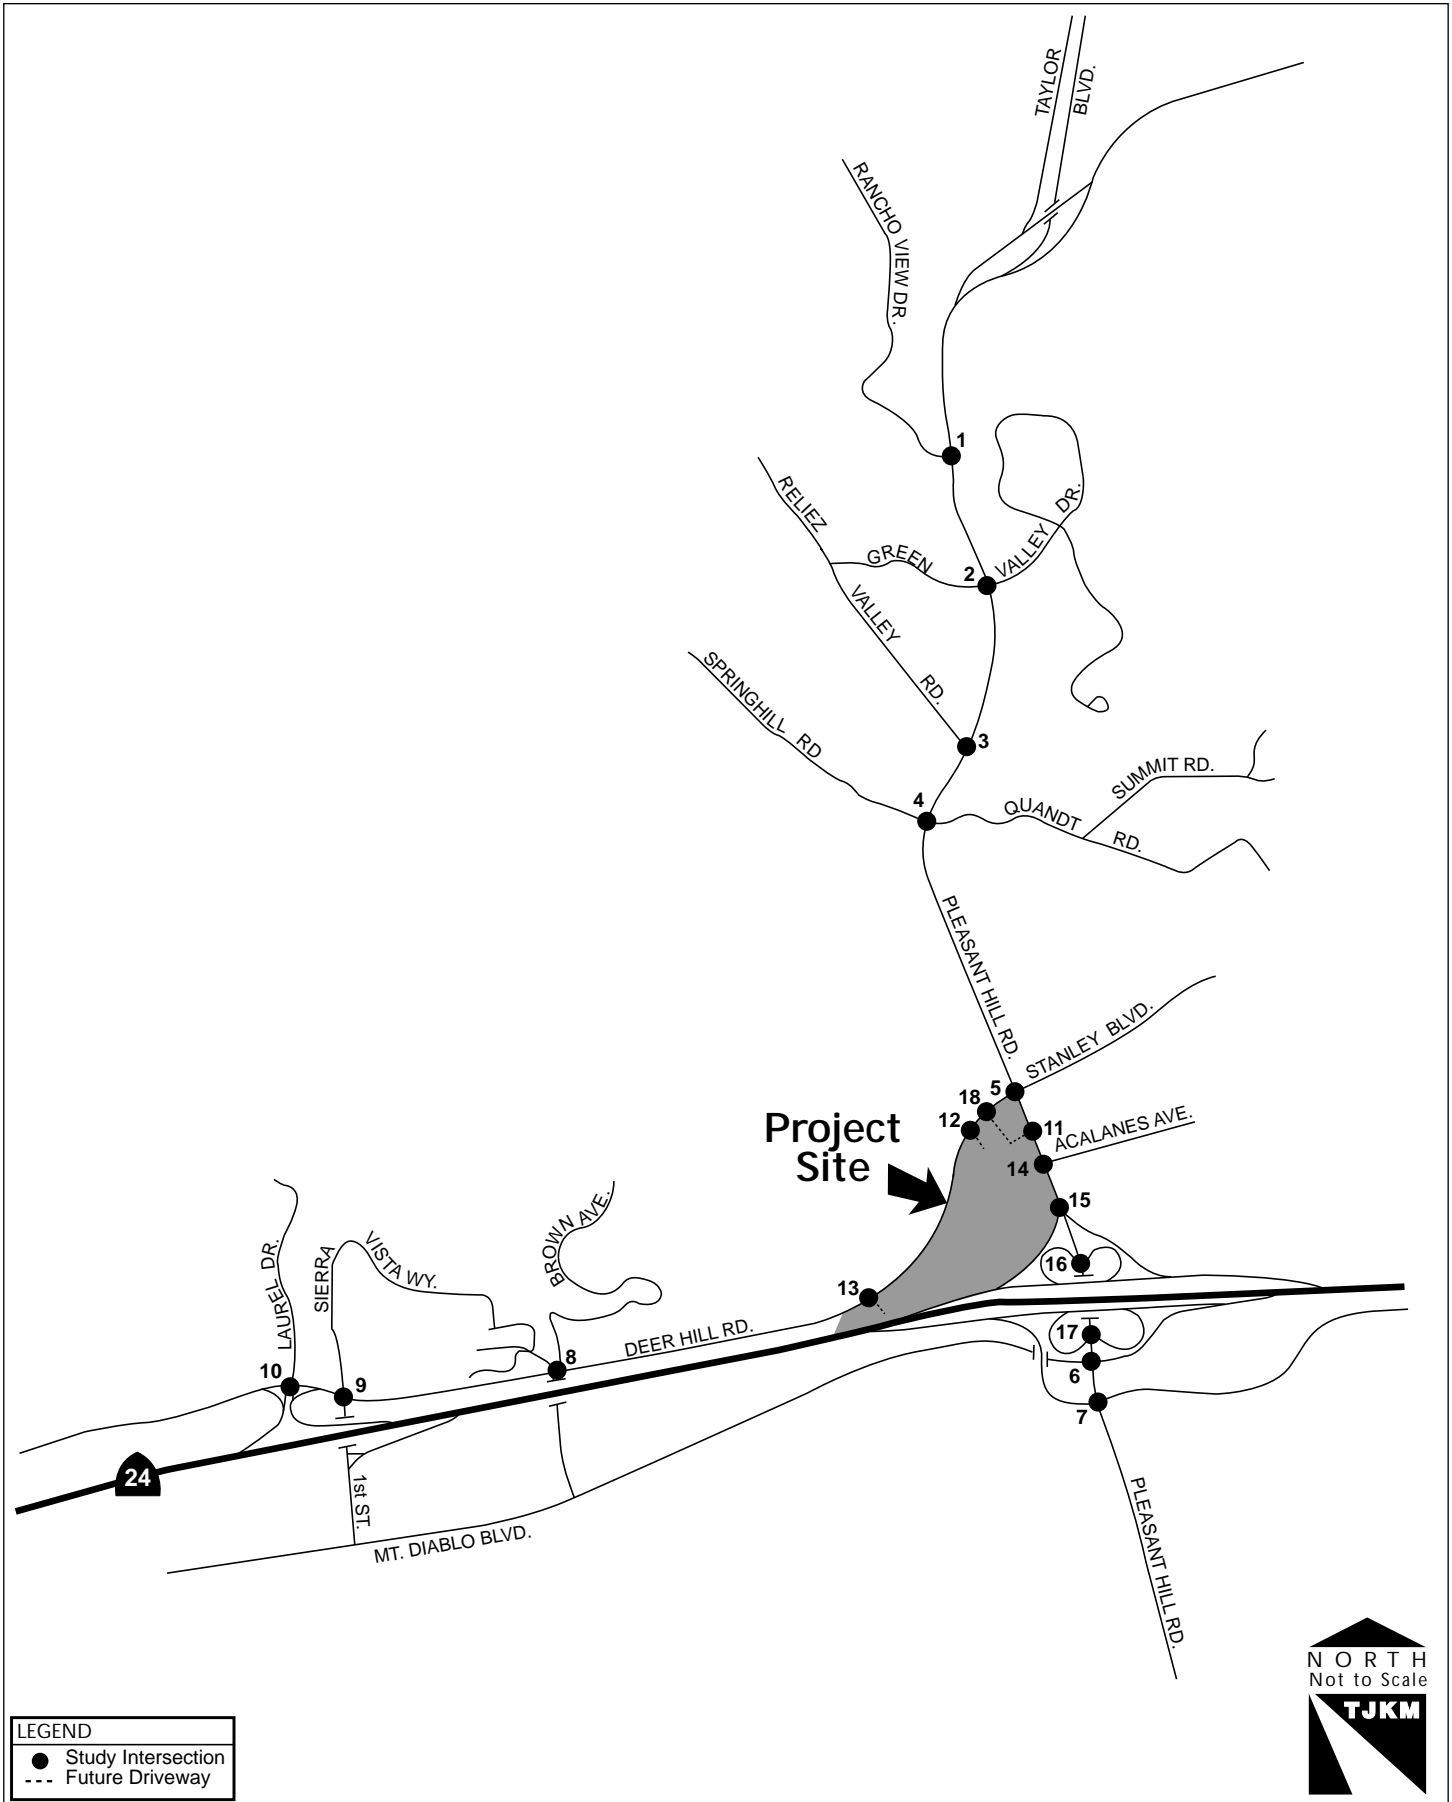 TAYLOR
BLVD.
RANCHO VIEW DR.
1
RELIEZ
VALLEY
RD.
GREEN
VALLEY DR.
2
SPRINGHILL RD
3
4
QUANDT
RD.
SUMMIT RD.
PLEASANT HILL RD.
STANLEY BLVD.
5
18
12
11
ACALANES AVE.
14
Project
Site
15
16
13
17
6
7
DEER HILL RD.
BROWN AVE.
8
VISTA WY.
SIERRA
LAUREL DR.
10
9
24
1st ST.
MT. DIABLO BLVD.
PLEASANT HILL RD.
NORTH
Not to Scale
TJKM
LEGEND
Study Intersection
Future Driveway